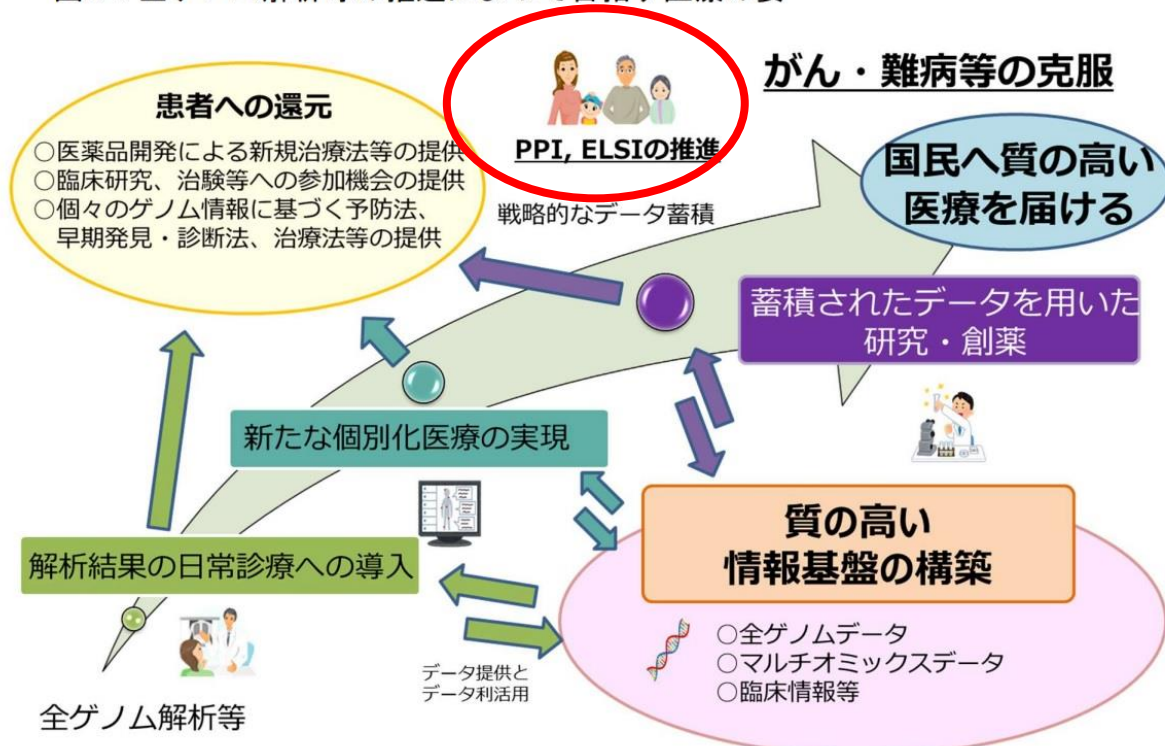 がん・難病等の克服
患者への還元
○医薬品開発による新規治療法等の提供
○臨床研究、治験等への参加機会の提供
○個々のゲノム情報に基づく予防法、
早期発見・診断法、治療法等の提供
PPI, ELSIの推進
戦略的なデータ蓄積
国民へ質の高い
医療を届ける
蓄積されたデータを用いた
研究・創薬
新たな個別化医療の実現
質の高い
情報基盤の構築
解析結果の日常診療への導入
○全ゲノムデータ
○マルチオミックスデータ
○臨床情報等
データ提供と
データ利活用
全ゲノム解析等